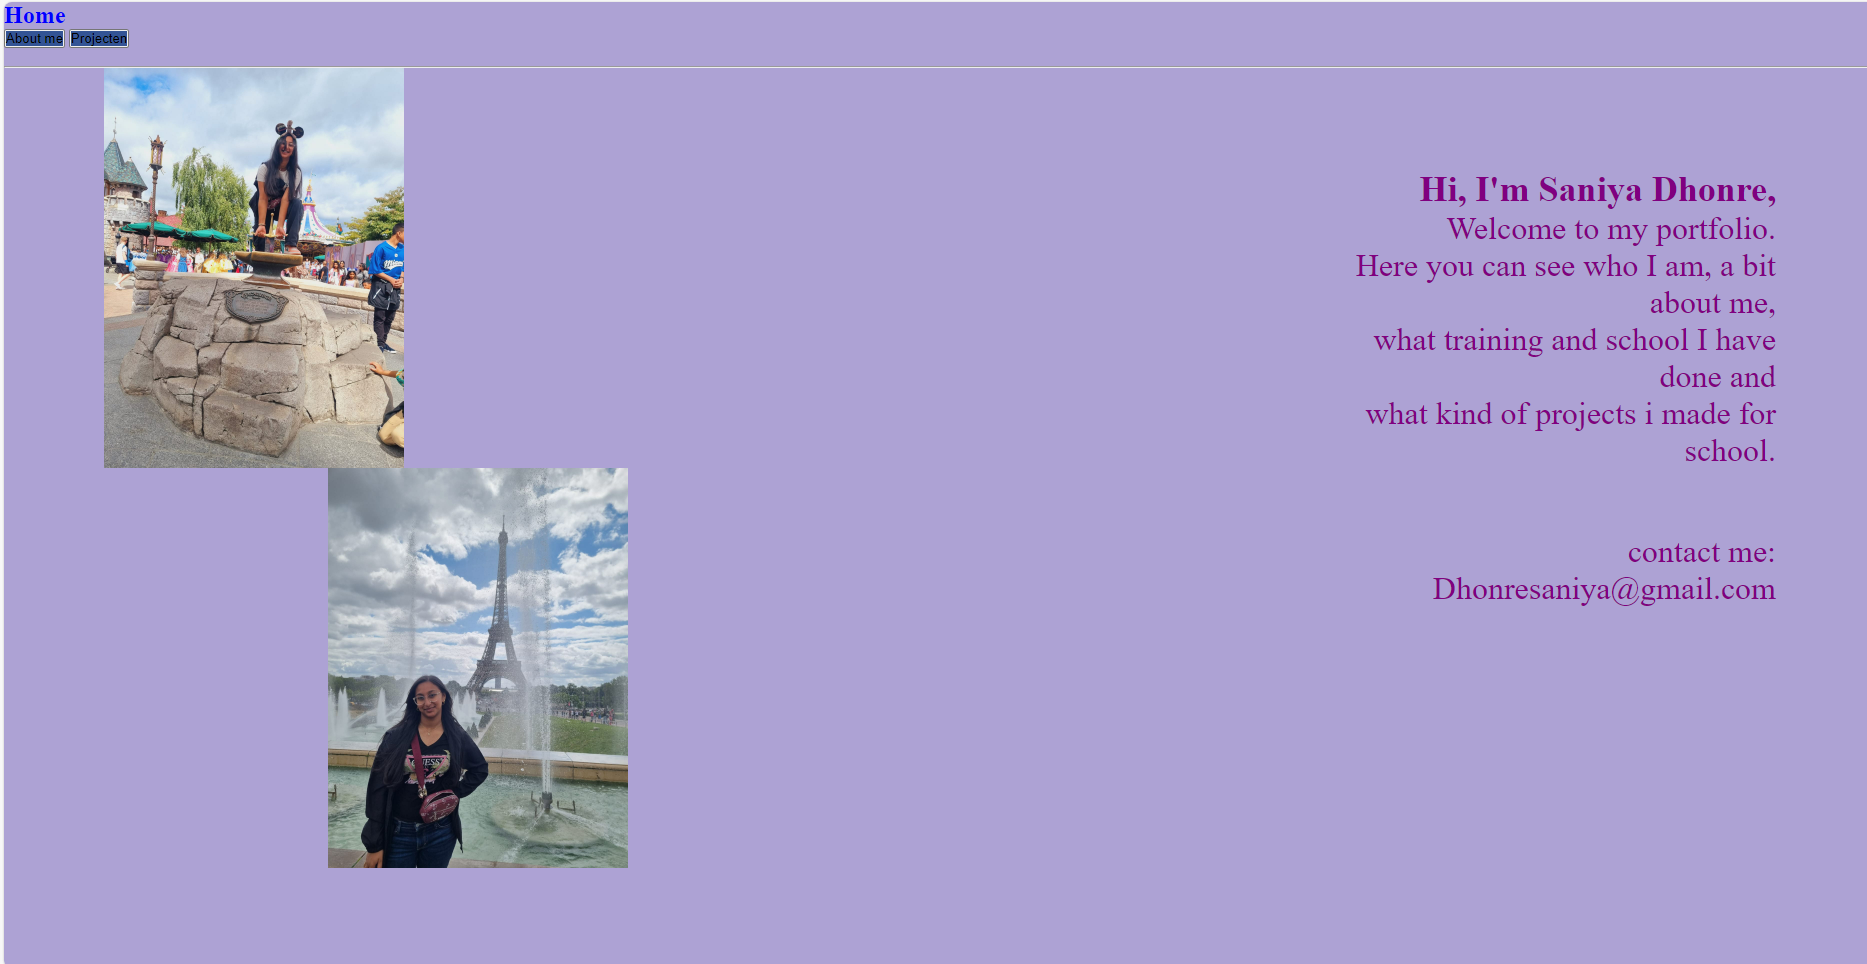 Home
About me Projecten
Hi, I'm Saniya Dhonre,
Welcome to my portfolio.
Here you can see who I am, a bit
about me,
what training and school I have
done and
what kind of projects i made for
school.
contact me:
Dhonresaniya@gmail.com
GUESS